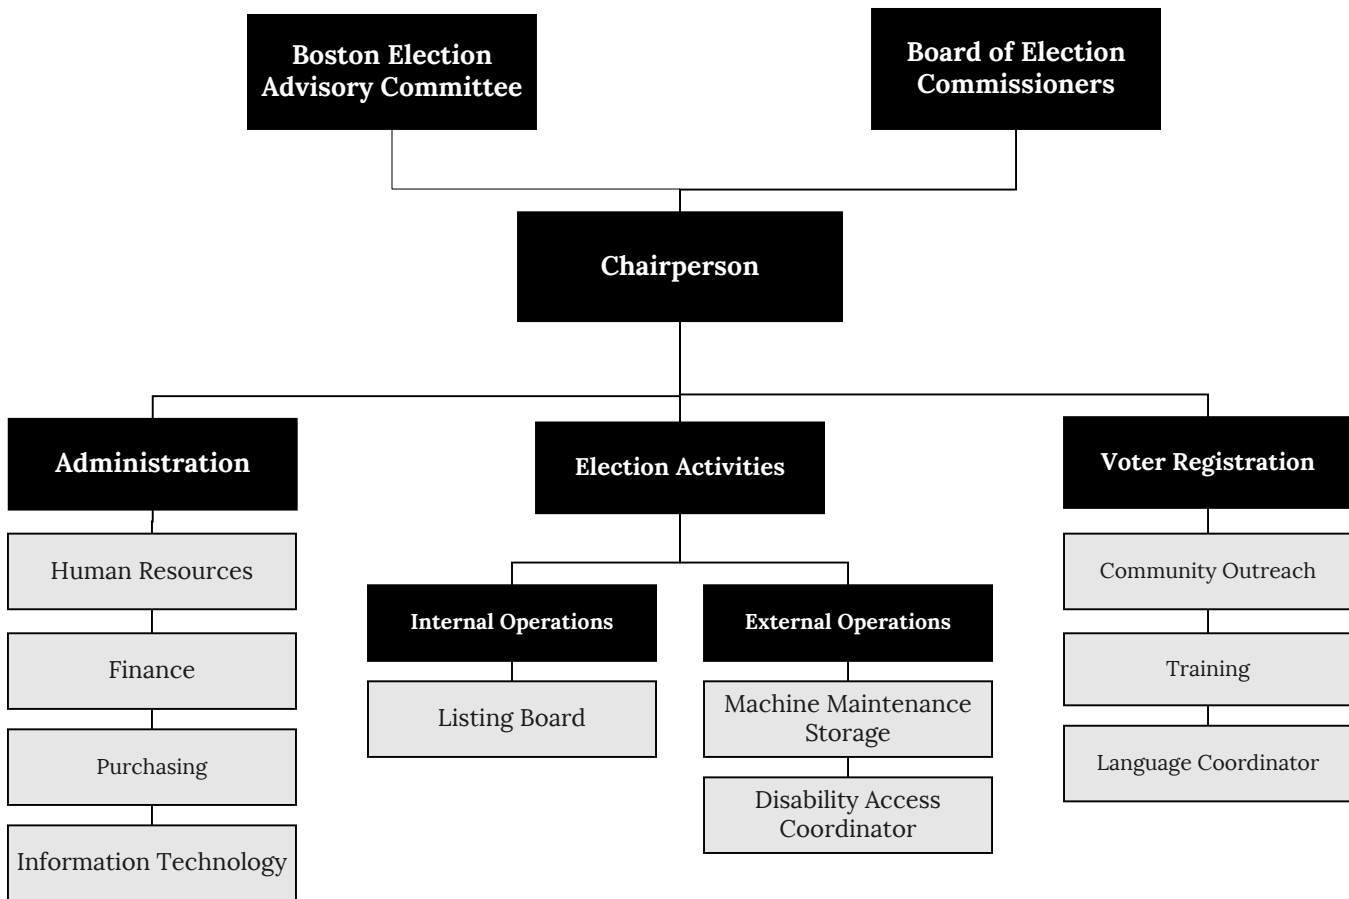 Boston Election
Advisory Committee
Board of Election
Commissioners
Chairperson
Administration
Election Activities
Voter Registration
Human Resources
Finance
Purchasing
Information Technology
Internal Operations
Listing Board
External Operations
Machine Maintenance
Storage
Disability Access
Coordinator
Community Outreach
Training
Language Coordinator